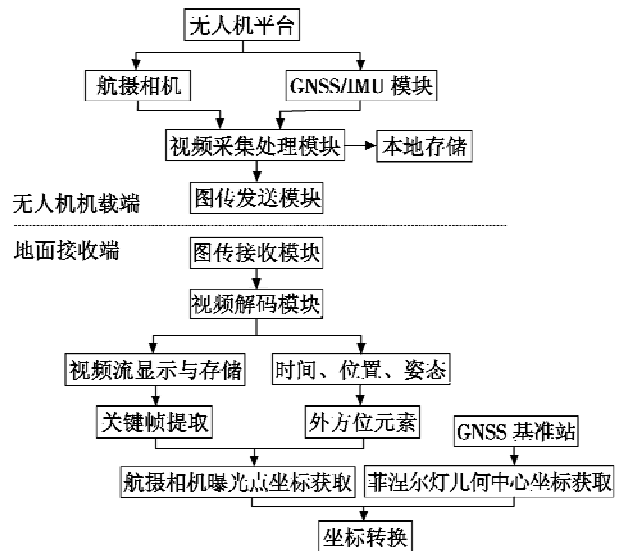 无人机平台
航摄相机
GNSS/IMU 模块
视频采集处理模块
本地存储
图传发送模块
无人机机载端
地面接收端
图传接收模块
视频解码模块
视频流显示与存储
时间、位置、姿态
关键帧提取
外方位元素
GNSS 基准站
航摄相机曝光点坐标获取
菲涅尔灯几何中心坐标获取
坐标转换